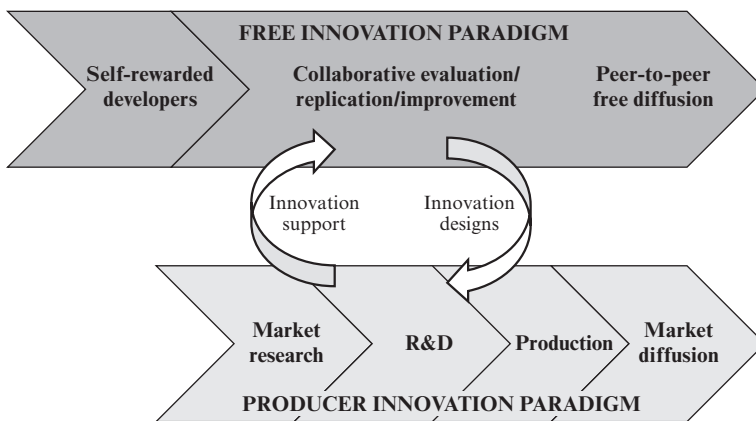 FREE INNOVATION PARADIGM
Self-rewarded
developers
Collaborative evaluation/
replication/improvement
Peer-to-peer
free diffusion
Innovation
support
Innovation
designs
Market
research
R&D
Production
Market
diffusion
PRODUCER INNOVATION PARADIGM